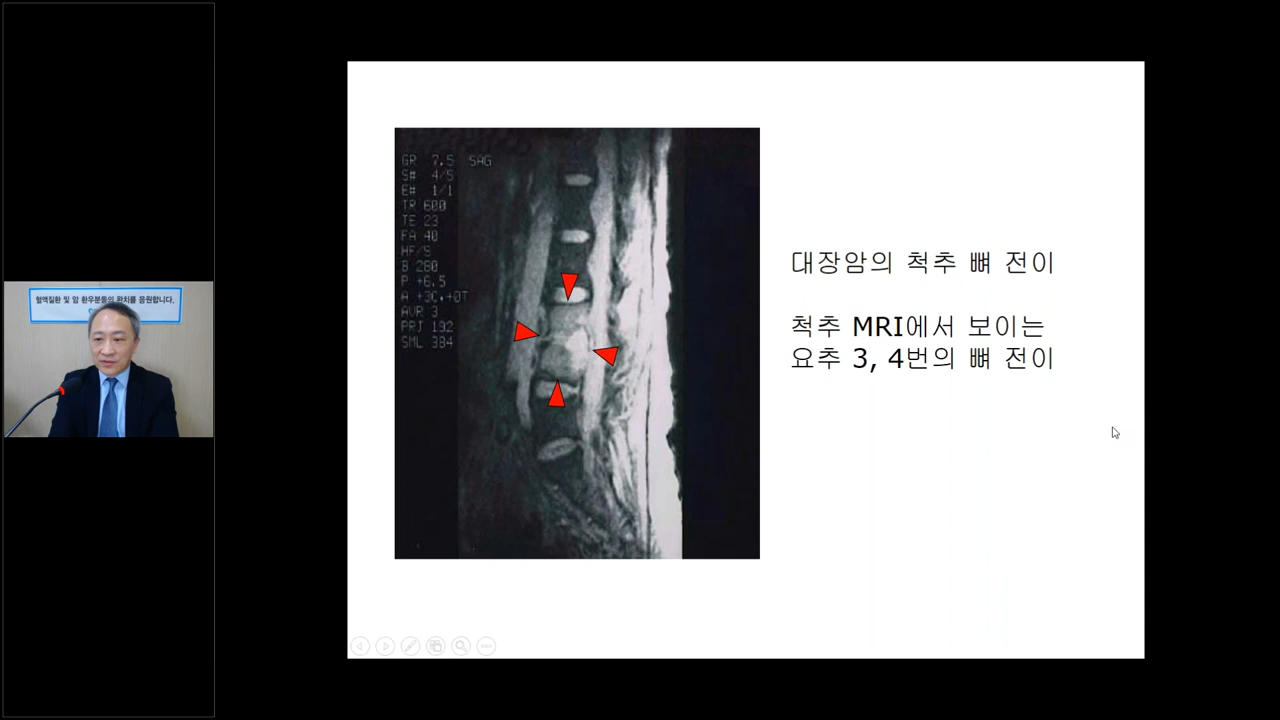 혈액질환 및 암 환우분들의 완치를 응원합니다.
GR 7.5 SAG
S# 4/5
E# 1/1
TR 600
TE 23
FA 40
HF/S
B 280
P +6.5
A +3C,+0T
AVR 3
PRJ 192
SML 384
대장암의 척추 뼈 전이
척추 MRI에서 보이는
요추 3, 4번의 뼈 전이